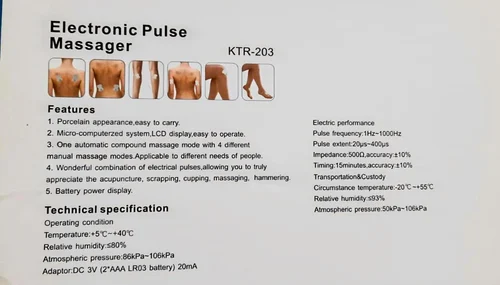 Electronic Pulse
Massager
KTR-203
Features
1. Porcelain appearance,easy to carry.
2. Micro-computerzed system,LCD display,easy to operate.
3. One automatic compound massage mode with 4 different
manual massage modes.Applicable to different needs of people.
4. Wonderful combination of electrical pulses,allowing you to truly
appreciate the acupuncture, scrapping, cupping, massaging, hammering.
5. Battery power display.
Technical specification
Operating condition
Temperature:+5℃~+40℃
Relative humidity:≤80%
Atmospheric pressure:86kPa~106kPa
Adaptor:DC 3V (2*AAA LR03 battery) 20mA
Electric performance
Pulse frequency:1Hz~1000Hz
Pulse extent:20μs~400μs
Impedance:500Ω,accuracy:±10%
Timing:15minutes,accuracy:±10%
Transportation&Custody
Circumstance temperature:-20℃~+55℃
Relative humidity:≤93%
Atmospheric pressure:50kPa~106kPa